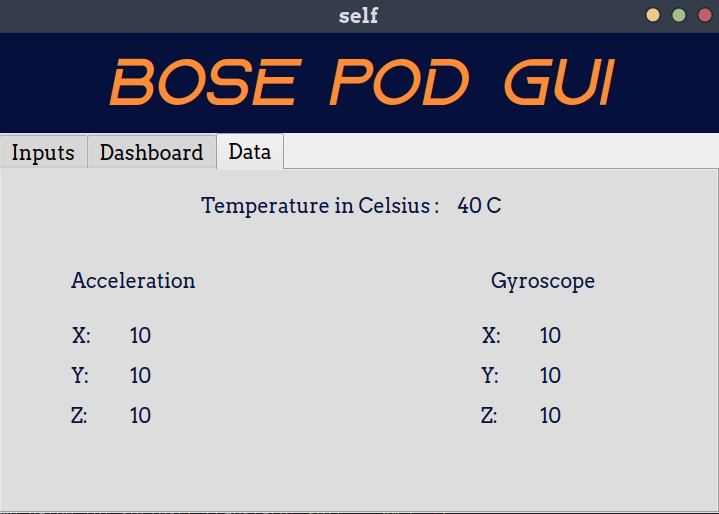 self
BOSE POD GUI
Inputs Dashboard Data
Temperature in Celsius : 40 C
Acceleration Gyroscope
X: 10 X: 10
Y: 10 Y: 10
Z: 10 Z: 10